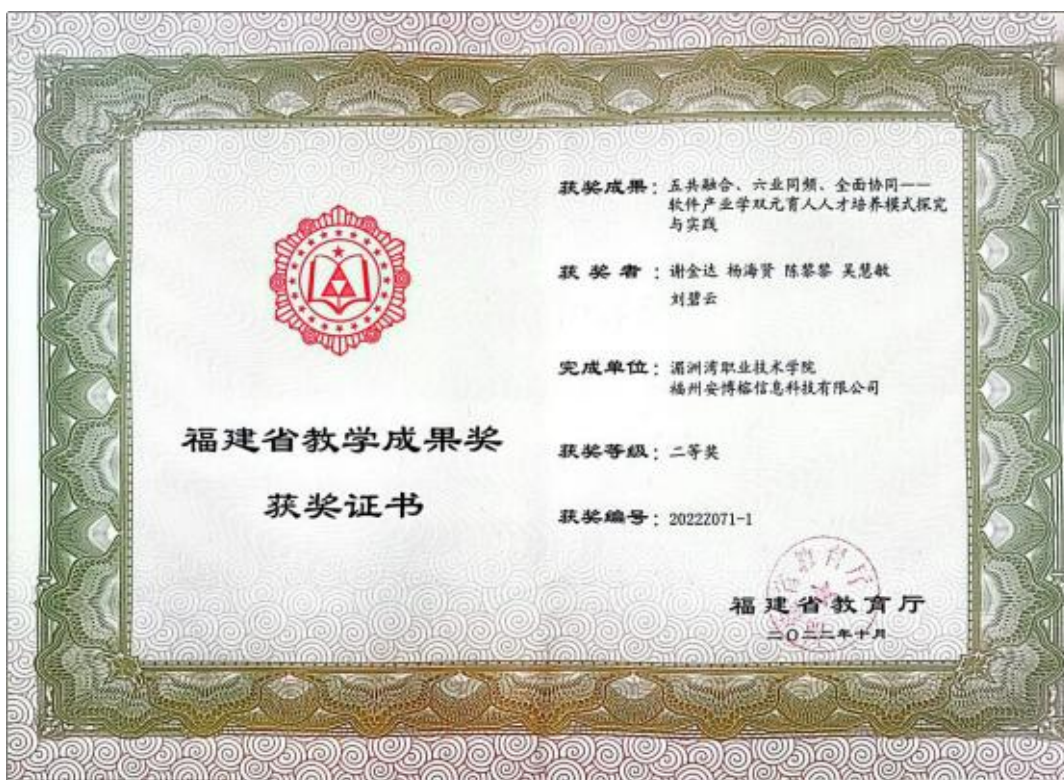 福建省教学成果奖
获奖证书
获奖成果：五共融合、六业同频、全面协同——
软件产业学双元育人人才培养模式探究
与实践
获奖者：谢金达 杨海贤 陈黎黎 吴慧敏
刘碧云
完成单位：湄洲湾职业技术学院
福州安博榕信息科技有限公司
获奖等级：二等奖
获奖编号：2022Z071-1
福建省教育厅
二〇二二年十月